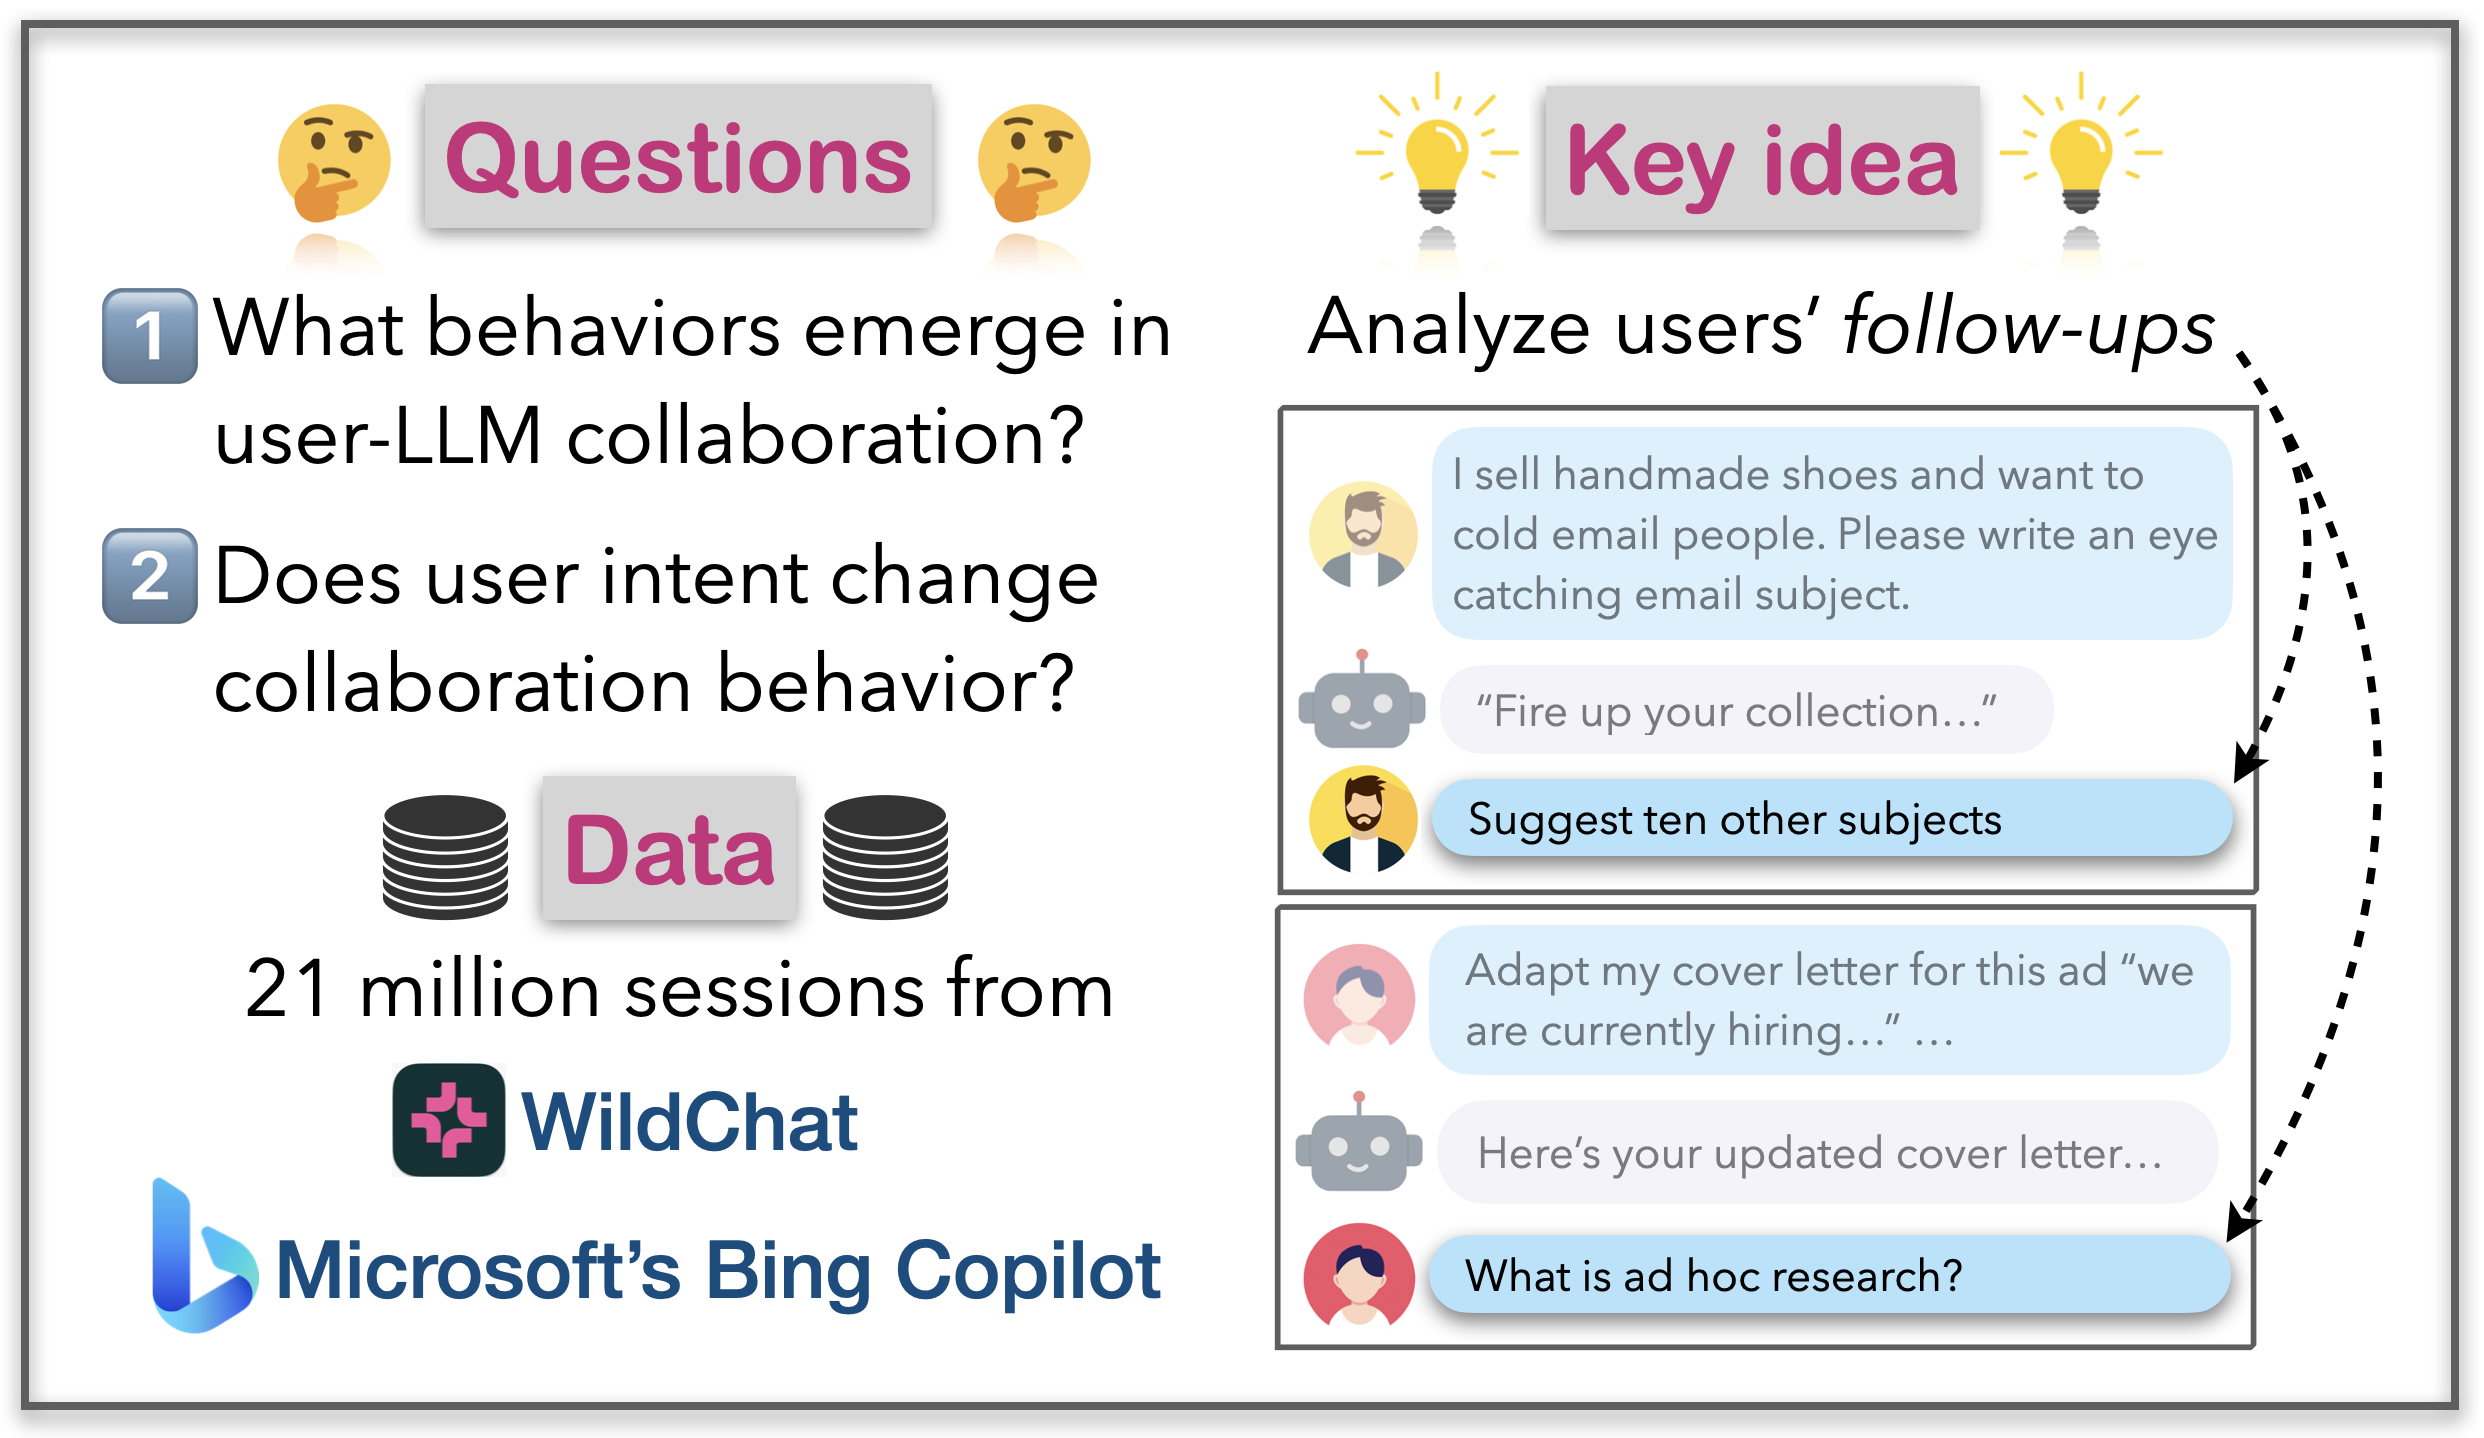 Questions
1 What behaviors emerge in
user-LLM collaboration?
2 Does user intent change
collaboration behavior?
Data
21 million sessions from
WildChat
Microsoft’s Bing Copilot
Key idea
Analyze users’ follow-ups
I sell handmade shoes and want to
cold email people. Please write an eye
catching email subject.
“Fire up your collection…”
Suggest ten other subjects
Adapt my cover letter for this ad “we
are currently hiring…” …
Here’s your updated cover letter…
What is ad hoc research?